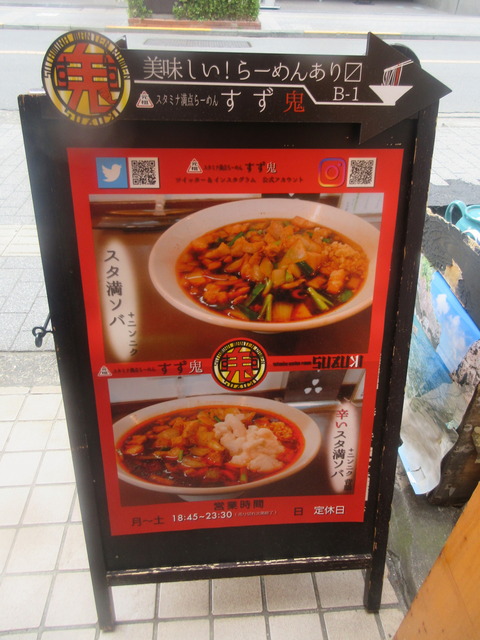 美味しい!らーめんあり〼
スタミナ満点らーめん すず鬼
B-1
スタミナ満点らーめん すず鬼
ツイッター&インスタグラム 公式アカウント
スタ満ソバ
+ニンニク
スタミナ満点らーめん すず鬼
辛いスタ満ソバ
+ニンニク
営業時間
月~土 18:45~23:30
日 定休日